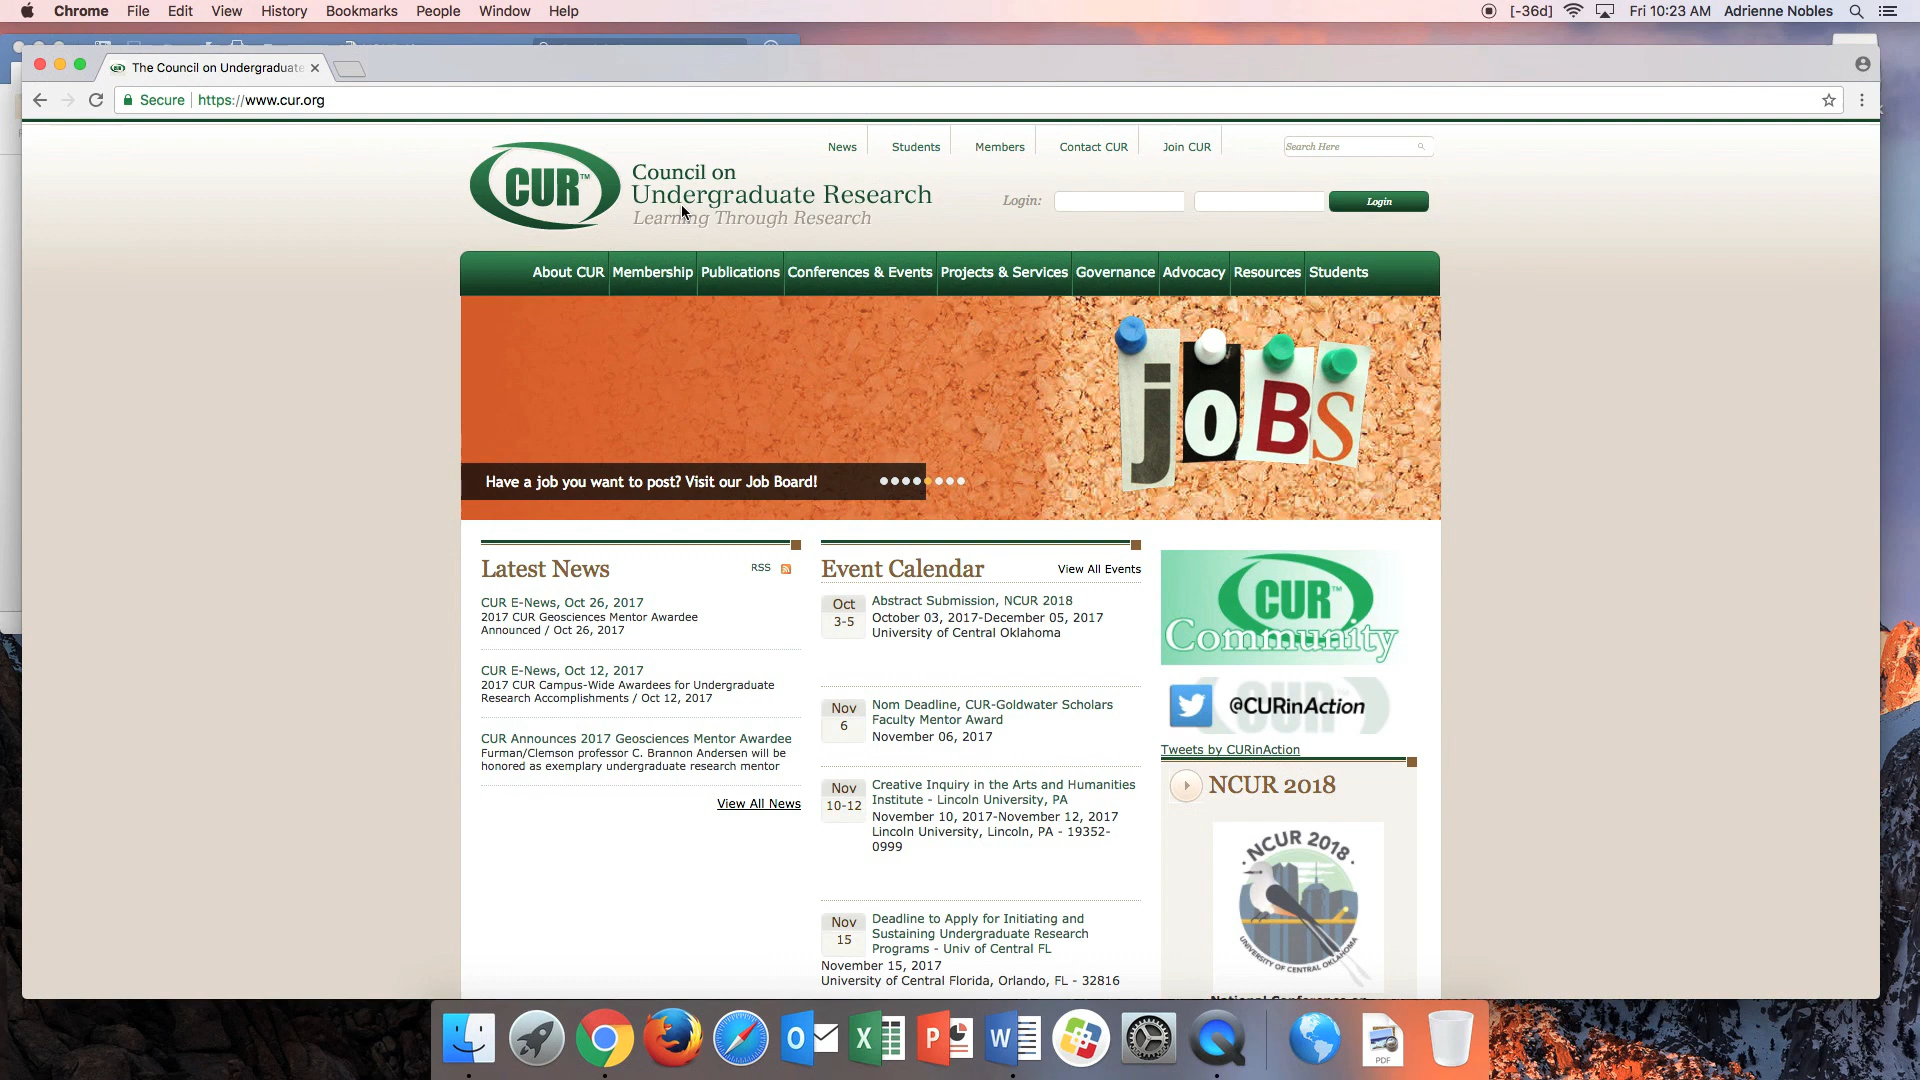 Chrome File Edit View History Bookmarks People Window Help
[-36d] Fri 10:23 AM Adrienne Nobles
The Council on Undergraduate
Secure https://www.cur.org
News Students Members Contact CUR Join CUR
Search Here
CUR™
Council on
Undergraduate Research
Learning Through Research
Login:
Login
About CUR Membership Publications Conferences & Events Projects & Services Governance Advocacy Resources Students
joBS
Have a job you want to post? Visit our Job Board!
Latest News
RSS
CUR E-News, Oct 26, 2017
2017 CUR Geosciences Mentor Awardee
Announced / Oct 26, 2017
CUR E-News, Oct 12, 2017
2017 CUR Campus-Wide Awardees for Undergraduate
Research Accomplishments / Oct 12, 2017
CUR Announces 2017 Geosciences Mentor Awardee
Furman/Clemson professor C. Brannon Andersen will be
honored as exemplary undergraduate research mentor
View All News
Event Calendar
View All Events
Oct
3-5
Abstract Submission, NCUR 2018
October 03, 2017-December 05, 2017
University of Central Oklahoma
Nov
6
Nom Deadline, CUR-Goldwater Scholars
Faculty Mentor Award
November 06, 2017
Nov
10-12
Creative Inquiry in the Arts and Humanities
Institute - Lincoln University, PA
November 10, 2017-November 12, 2017
Lincoln University, Lincoln, PA - 19352-
0999
Nov
15
Deadline to Apply for Initiating and
Sustaining Undergraduate Research
Programs - Univ of Central FL
November 15, 2017
University of Central Florida, Orlando, FL - 32816
CUR™
Community
@CURinAction
Tweets by CURinAction
NCUR 2018
· NCUR 2018 ·
UNIVERSITY OF CENTRAL OKLAHOMA
PDF